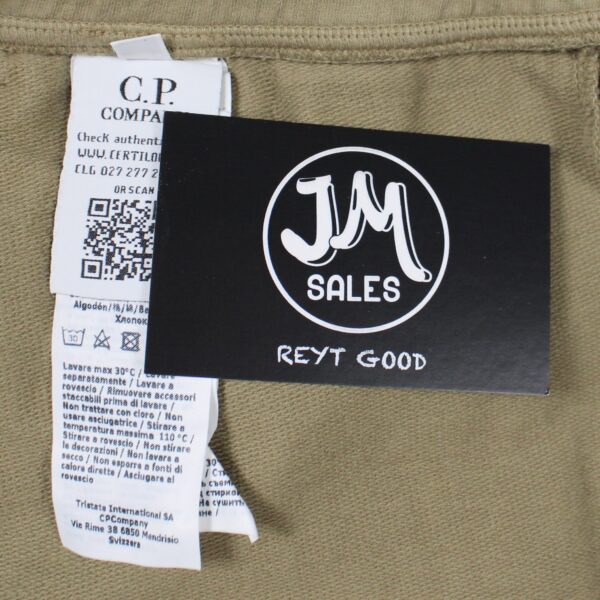 C.P.
COMPA
Check authent
WWW.CERTILO
CLG 027 277 2
OR SCAN
JM
SALES
REYT GOOD
Algodón/
Хлопок
30
Lavare max 30°C / Lavare
separatamente / Lavare a
rovescio / Rimuovere accessori
staccabili prima di lavare /
Non trattare con cloro / Non
usare asciugatrice / Stirare a
temperatura massima 110 °C /
Stirare a rovescio / Non stirare
le decorazioni / Non lavare a
secco / Non esporre a fonti di
calore dirette / Asciugare al
rovescio
Tristate International SA
CPCompany
Via Rime 38 6850 Mendrisio
Svizzera